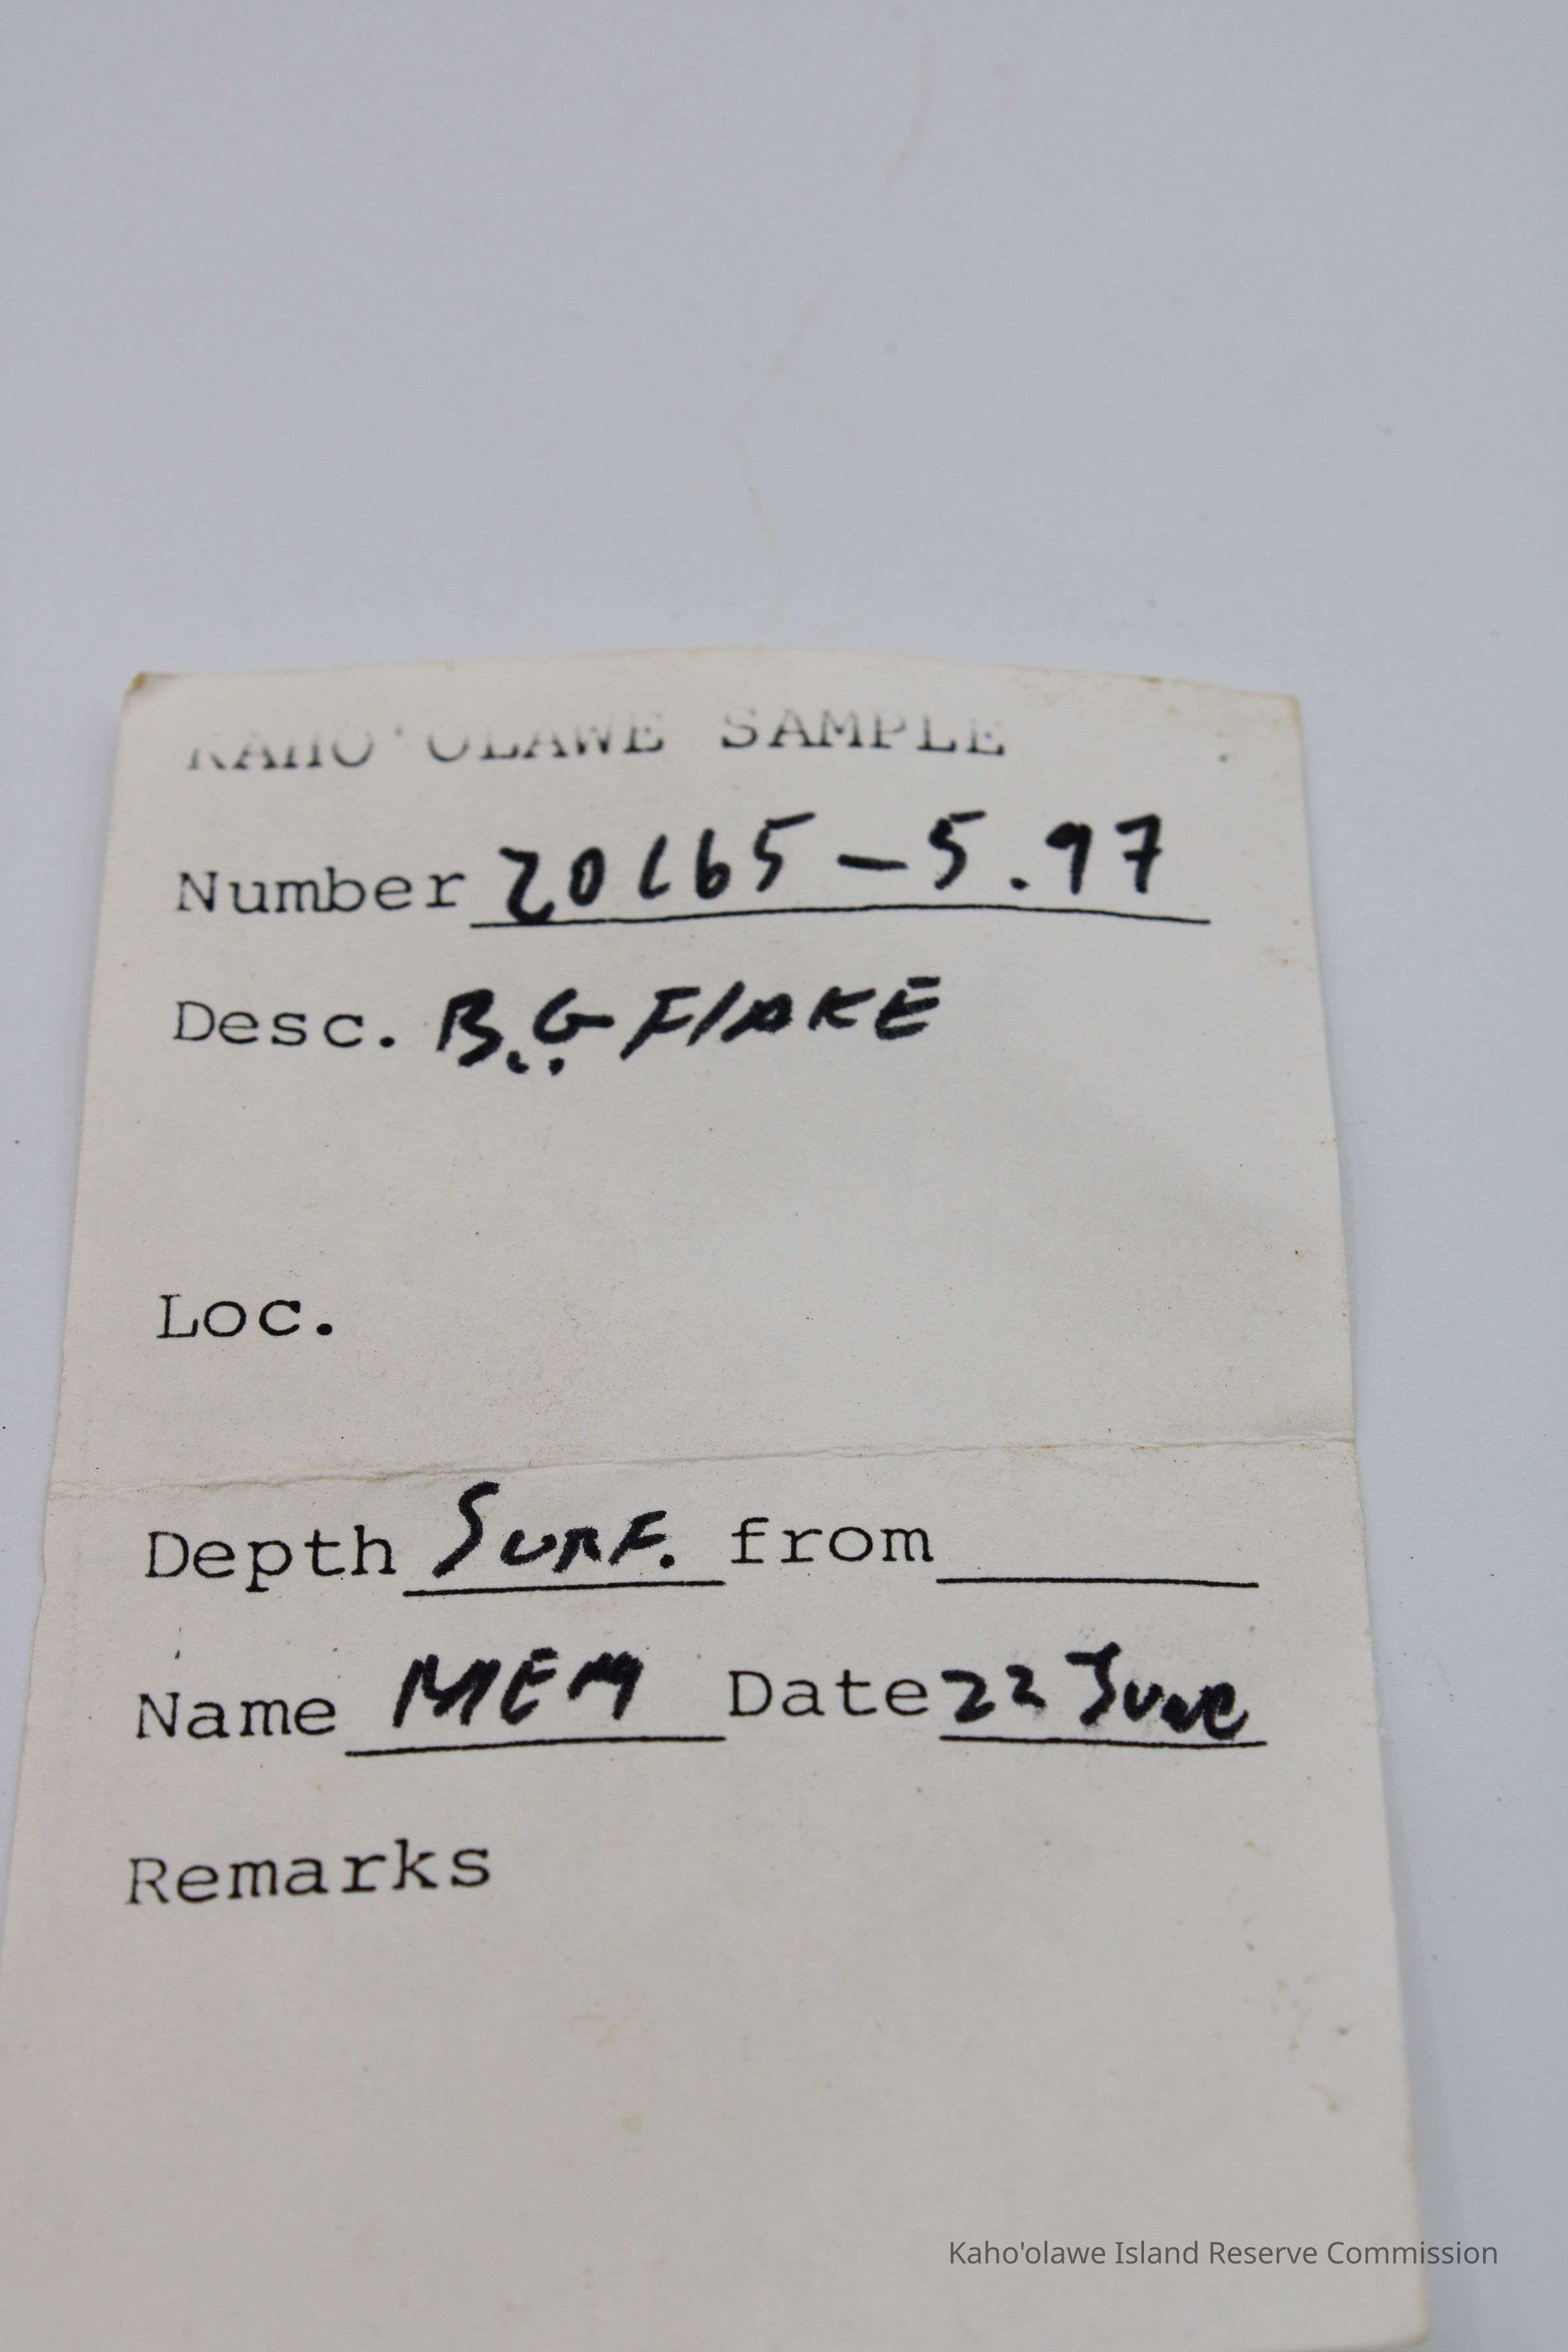 KAHO'OLAWE SAMPLE
Number 20165-5.97
Desc. B.G. FlAKE
Loc.
Depth SURF. from
Name MEM Date 22 June
Remarks
Kaho'olawe Island Reserve Commission